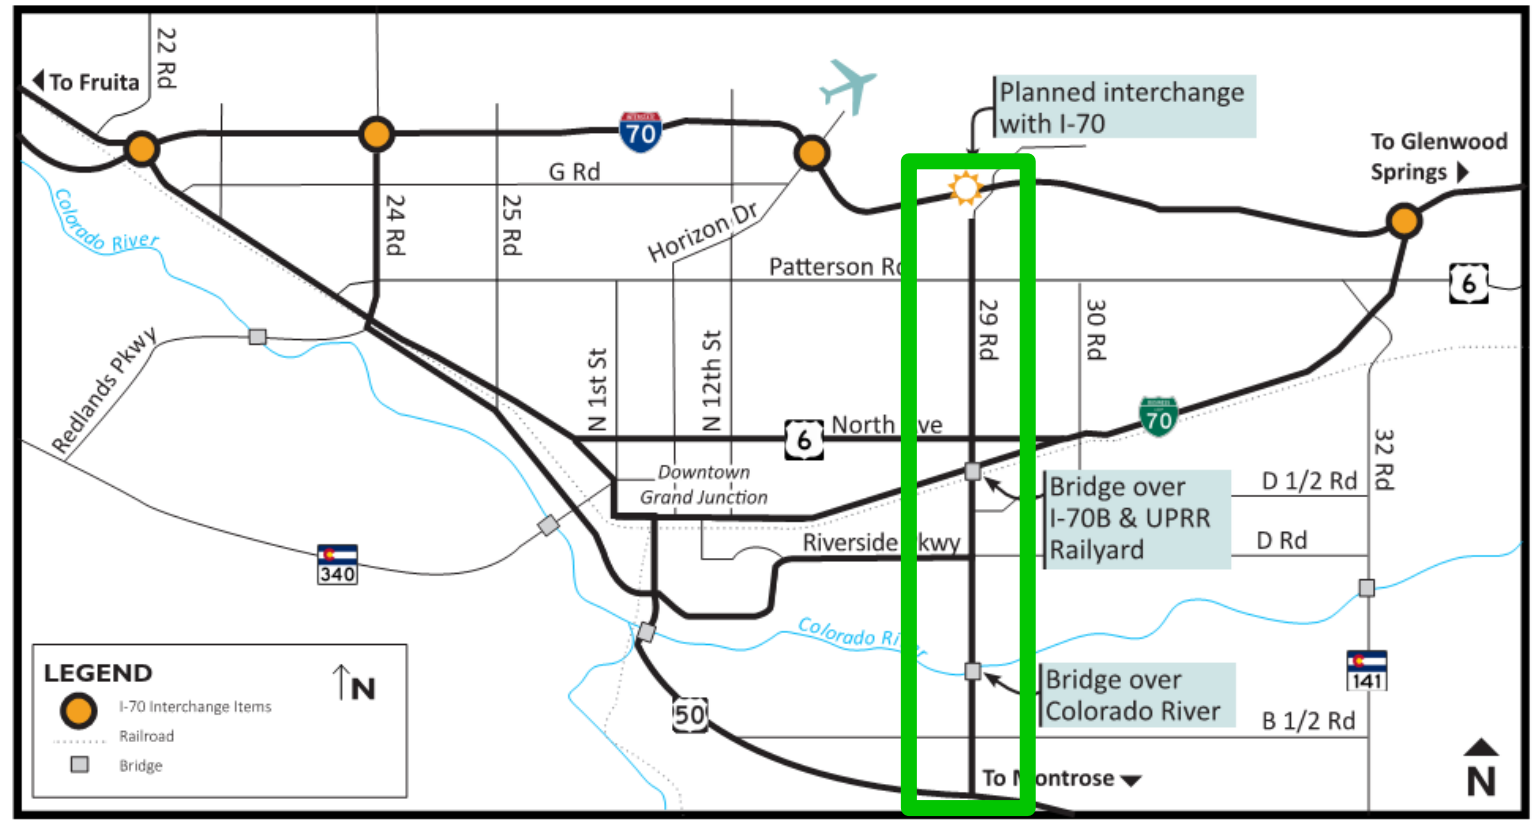 22 Rd
To Fruita
Planned interchange
with I-70
INTERSTATE
70
To Glenwood
Springs
G Rd
24 Rd
25 Rd
Horizon Dr
Colorado River
Patterson Rd
6
29 Rd
30 Rd
Redlands Pkwy
N 1st St
N 12th St
6
North Ave
BUSINESS
70
32 Rd
Downtown
Grand Junction
Bridge over
I-70B & UPRR
Railyard
D 1/2 Rd
340
Riverside Pkwy
D Rd
Colorado River
LEGEND
N
I-70 Interchange Items
Railroad
Bridge
50
Bridge over
Colorado River
141
B 1/2 Rd
To Montrose
N